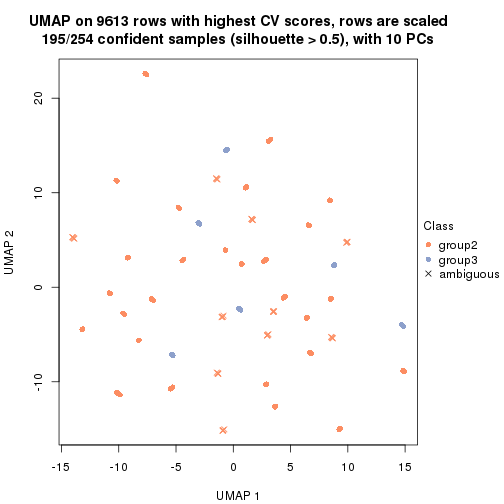 UMAP on 9613 rows with highest CV scores, rows are scaled
195/254 confident samples (silhouette > 0.5), with 10 PCs
20
10
0
-10
UMAP 2
-15
-10
-5
0
5
10
15
UMAP 1
Class
group2
group3
ambiguous